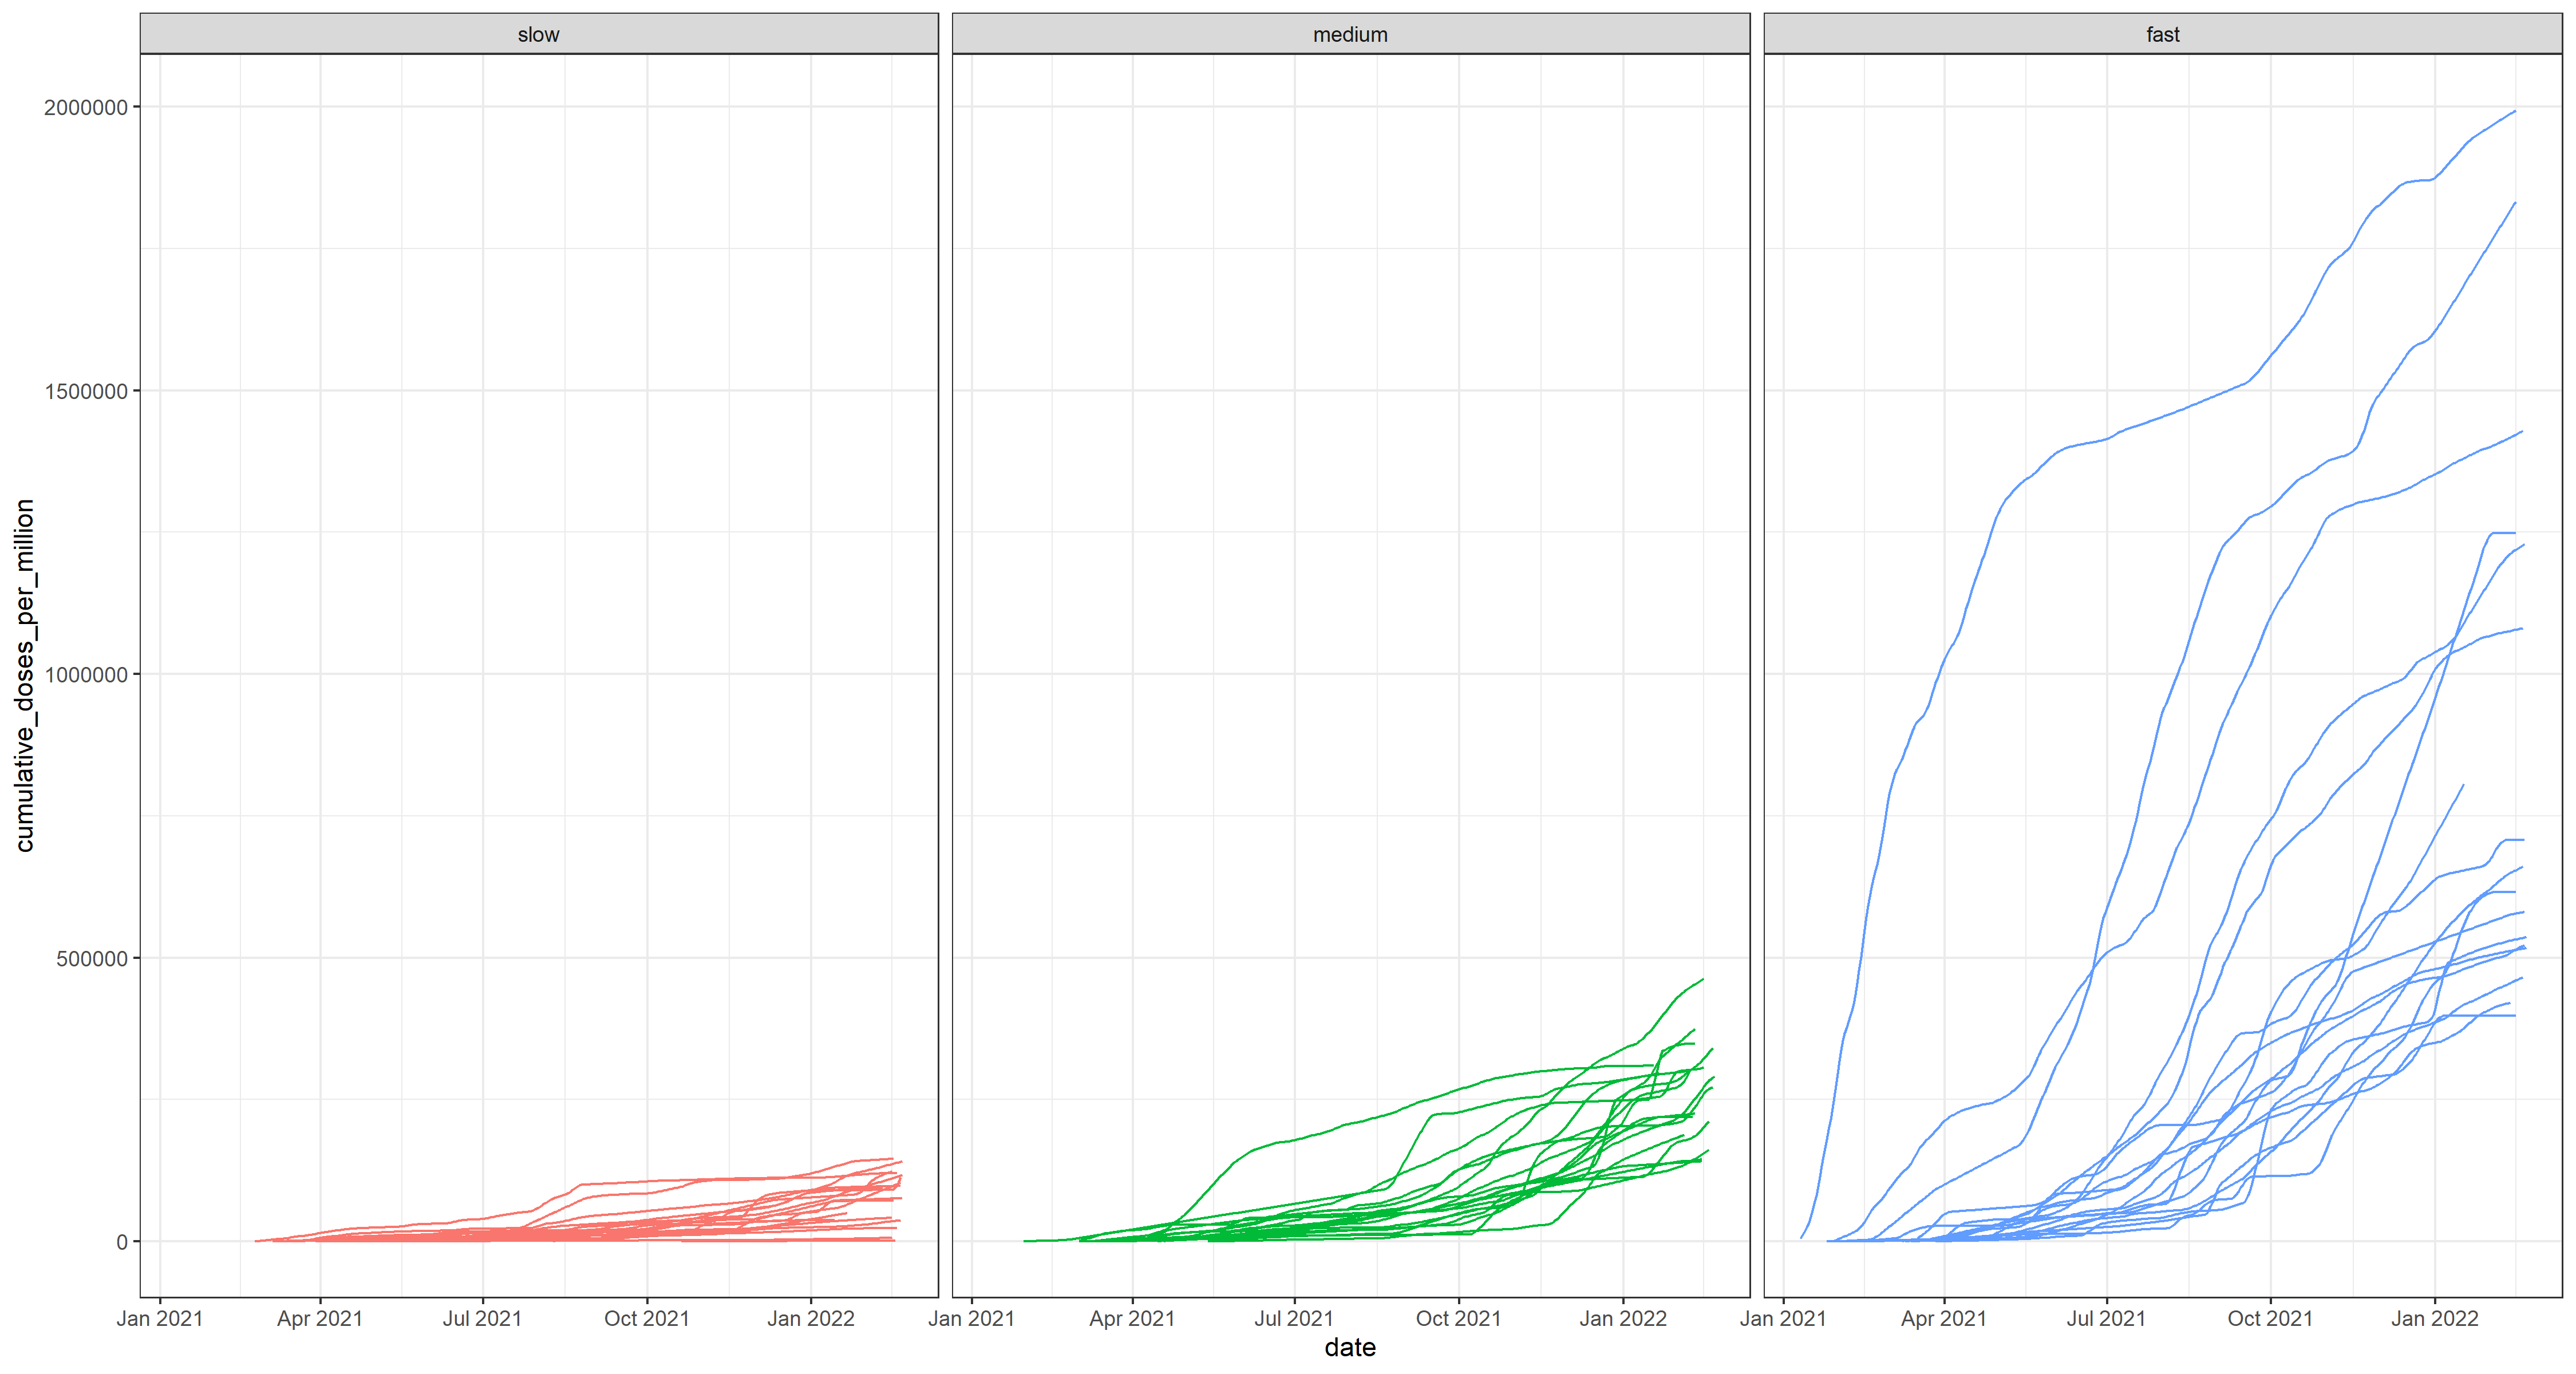 slow medium fast
2000000
1500000
1000000
500000
0
cumulative_doses_per_million
Jan 2021 Apr 2021 Jul 2021 Oct 2021 Jan 2022 Jan 2021 Apr 2021 Jul 2021 Oct 2021 Jan 2022 Jan 2021 Apr 2021 Jul 2021 Oct 2021 Jan 2022
date